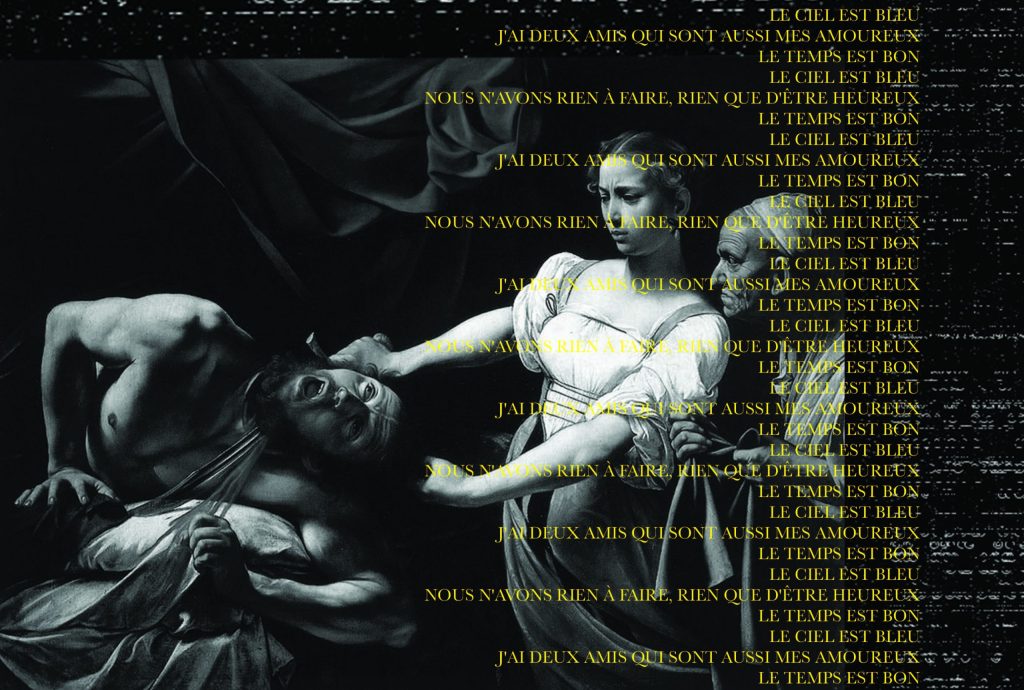 LE CIEL EST BLEU
J'AI DEUX AMIS QUI SONT AUSSI MES AMOUREUX
LE TEMPS EST BON
LE CIEL EST BLEU
NOUS N'AVONS RIEN À FAIRE, RIEN QUE D'ÊTRE HEUREUX
LE TEMPS EST BON
LE CIEL EST BLEU
J'AI DEUX AMIS QUI SONT AUSSI MES AMOUREUX
LE TEMPS EST BON
LE CIEL EST BLEU
NOUS N'AVONS RIEN À FAIRE, RIEN QUE D'ÊTRE HEUREUX
LE TEMPS EST BON
LE CIEL EST BLEU
J'AI DEUX AMIS QUI SONT AUSSI MES AMOUREUX
LE TEMPS EST BON
LE CIEL EST BLEU
NOUS N'AVONS RIEN À FAIRE, RIEN QUE D'ÊTRE HEUREUX
LE TEMPS EST BON
LE CIEL EST BLEU
J'AI DEUX AMIS QUI SONT AUSSI MES AMOUREUX
LE TEMPS EST BON
LE CIEL EST BLEU
NOUS N'AVONS RIEN À FAIRE, RIEN QUE D'ÊTRE HEUREUX
LE TEMPS EST BON
LE CIEL EST BLEU
J'AI DEUX AMIS QUI SONT AUSSI MES AMOUREUX
LE TEMPS EST BON
LE CIEL EST BLEU
NOUS N'AVONS RIEN À FAIRE, RIEN QUE D'ÊTRE HEUREUX
LE TEMPS EST BON
LE CIEL EST BLEU
J'AI DEUX AMIS QUI SONT AUSSI MES AMOUREUX
LE TEMPS EST BON